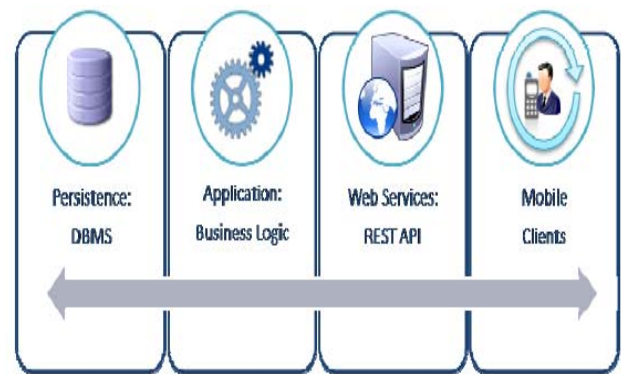 Persistence:
DBMS
Application:
Business Logic
Web Services:
REST API
Mobile
Clients